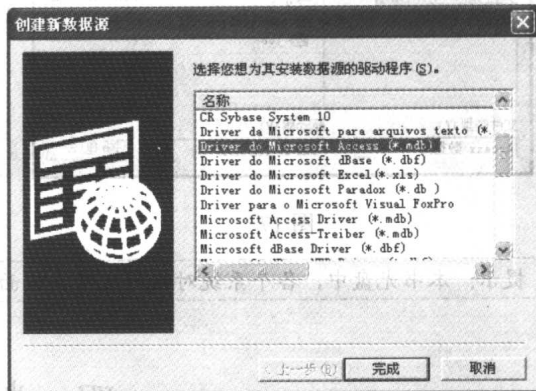 创建新数据源
选择您想为其安装数据源的驱动程序(S)。
名称
CR Sybase System 10
Driver da Microsoft para arquivos texto (*.
Driver do Microsoft Access (*.mdb)
Driver do Microsoft dBase (*.dbf)
Driver do Microsoft Excel(*.xls)
Driver do Microsoft Paradox (*.db )
Driver para o Microsoft Visual FoxPro
Microsoft Access Driver (*.mdb)
Microsoft Access-Treiber (*.mdb)
Microsoft dBase Driver (*.dbf)
< 上一步(B)
完成
取消